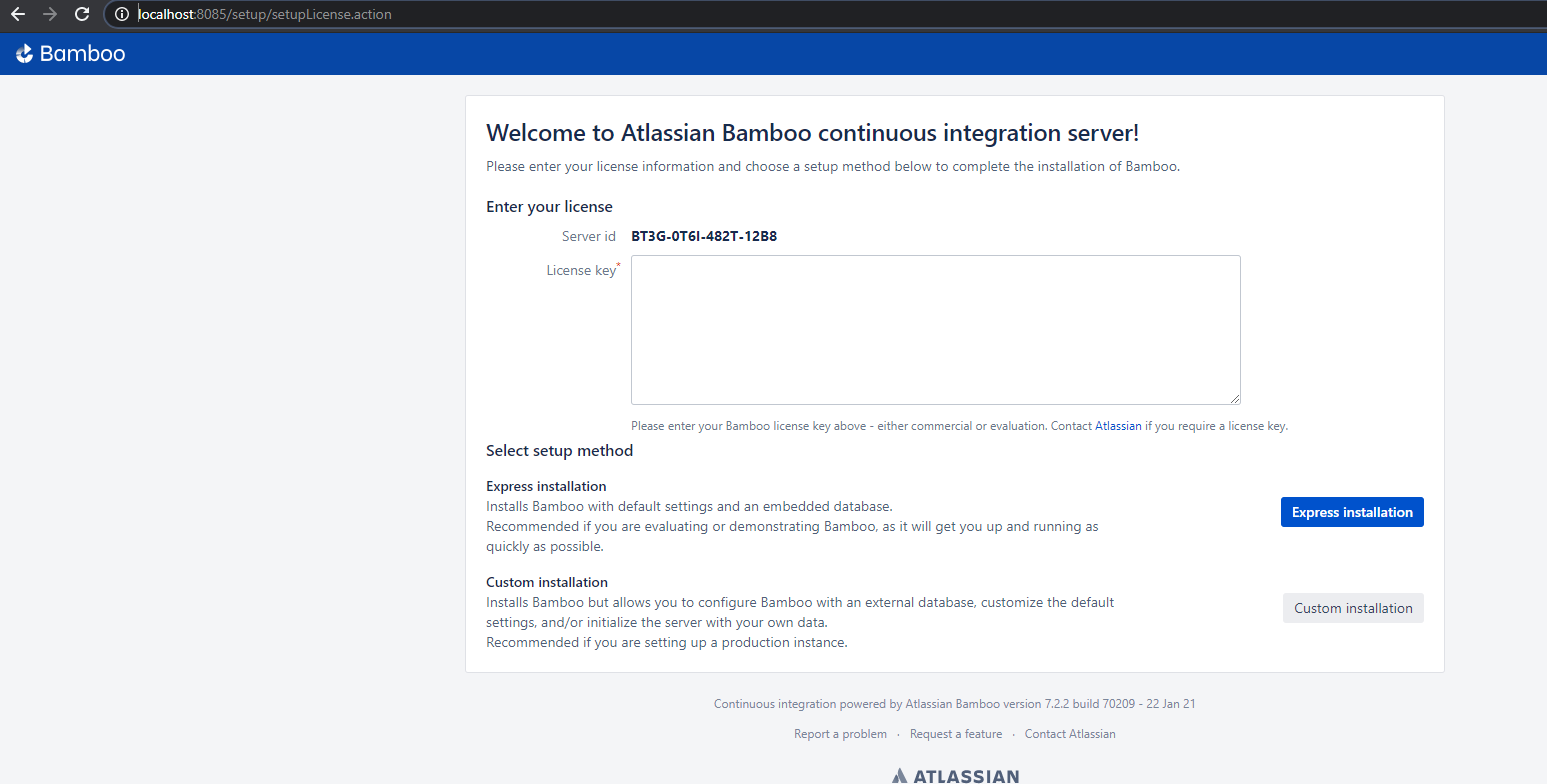 localhost:8085/setup/setupLicense.action
Bamboo
Welcome to Atlassian Bamboo continuous integration server!
Please enter your license information and choose a setup method below to complete the installation of Bamboo.
Enter your license
Server id BT3G-0T6I-482T-12B8
License key*
Please enter your Bamboo license key above - either commercial or evaluation. Contact Atlassian if you require a license key.
Select setup method
Express installation
Installs Bamboo with default settings and an embedded database.
Recommended if you are evaluating or demonstrating Bamboo, as it will get you up and running as
quickly as possible.
Express installation
Custom installation
Installs Bamboo but allows you to configure Bamboo with an external database, customize the default
settings, and/or initialize the server with your own data.
Recommended if you are setting up a production instance.
Custom installation
Continuous integration powered by Atlassian Bamboo version 7.2.2 build 70209 - 22 Jan 21
Report a problem · Request a feature · Contact Atlassian
ATLASSIAN